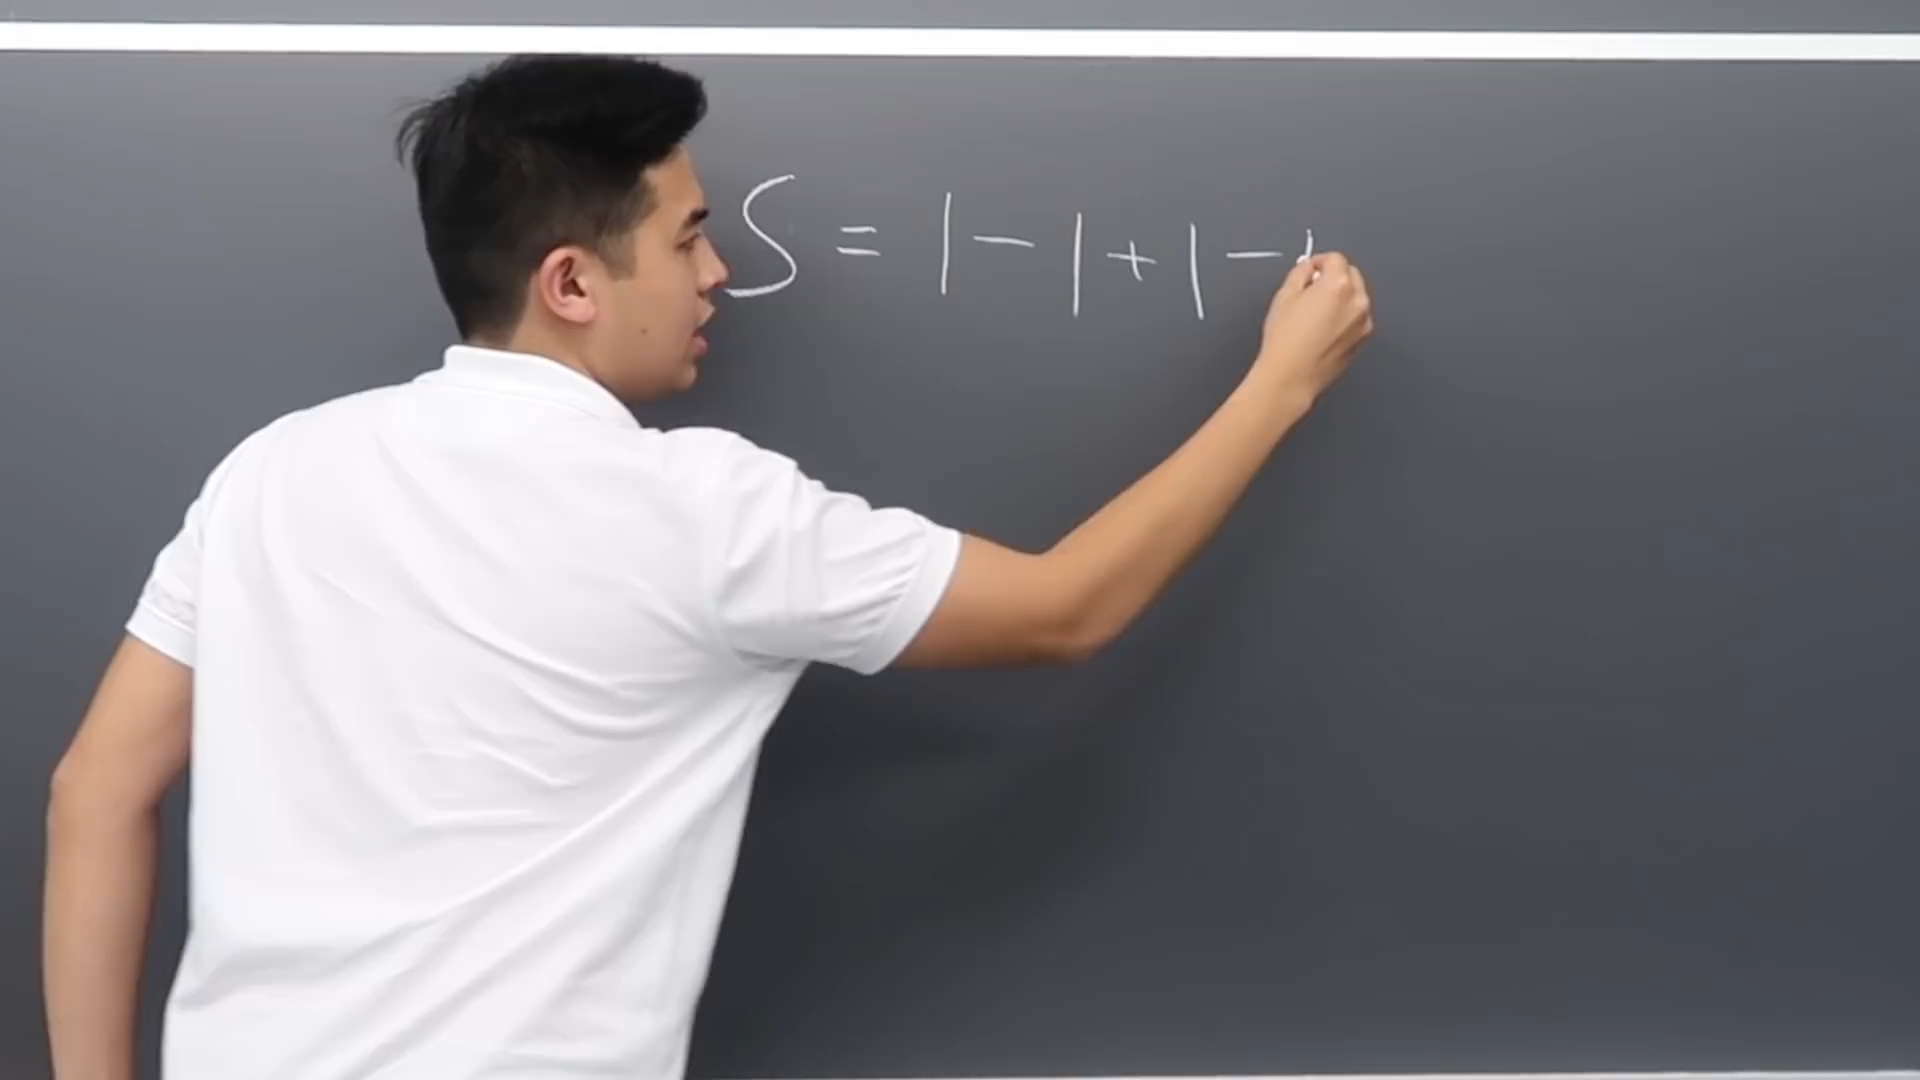 S = 1 - 1 + 1 - 1